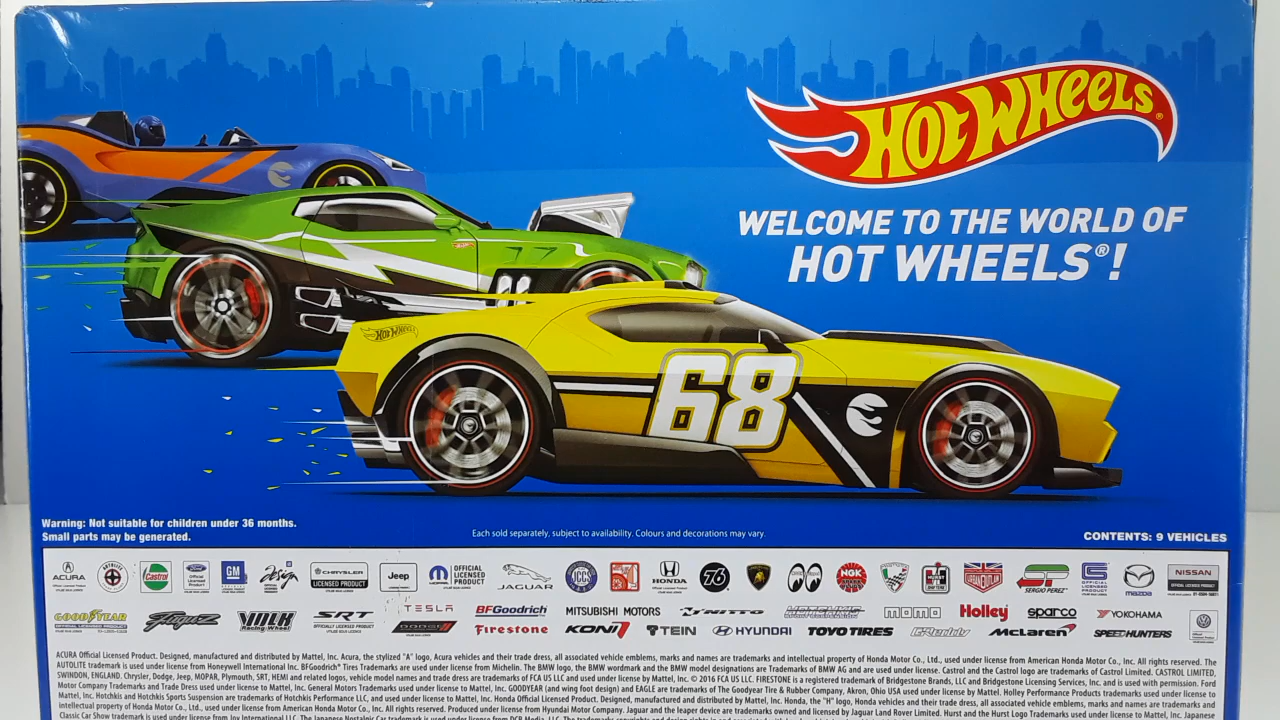 HOT WHEELS®
WELCOME TO THE WORLD OF
HOT WHEELS®!
HOT WHEELS
68
Warning: Not suitable for children under 36 months.
Small parts may be generated.
Each sold separately, subject to availability. Colours and decorations may vary.
CONTENTS: 9 VEHICLES
ACURA Castrol GM CHRYSLER LICENSED PRODUCT Jeep OFFICIAL LICENSED PRODUCT JAGUAR HONDA 76 NGK SERGIO PEREZ mazda NISSAN
GOODYEAR VOLK Racing Wheel SRT TESLA DODGE BFGoodrich Firestone MITSUBISHI MOTORS KONI TEIN NITTO HYUNDAI TOYO TIRES GReddy momo Holley McLaren sparco YOKOHAMA SPEEDHUNTERS
ACURA Official Licensed Product. Designed, manufactured and distributed by Mattel, Inc. Acura, the stylized "A" logo, Acura vehicles and their trade dress, all associated vehicle emblems, marks and names are trademarks and intellectual property of Honda Motor Co., Ltd., used under license from American Honda Motor Co., Inc. All rights reserved. The
AUTOLITE trademark is used under license from Honeywell International Inc. BFGoodrich® Tires Trademarks are used under license from Michelin. The BMW logo, the BMW wordmark and the BMW model designations are Trademarks of BMW AG and are used under license. Castrol and the Castrol logo are trademarks of Castrol Limited. CASTROL LIMITED,
SWINDON, ENGLAND. Chrysler, Dodge, Jeep, MOPAR, Plymouth, SRT, HEMI and related logos, vehicle model names and trade dress are trademarks of FCA US LLC and used under license by Mattel, Inc. © 2016 FCA US LLC. FIRESTONE is a registered trademark of Bridgestone Brands, LLC and Bridgestone Licensing Services, Inc. and is used with permission. Ford
Motor Company Trademarks and Trade Dress used under license to Mattel, Inc. General Motors Trademarks used under license to Mattel, Inc. GOODYEAR (and wing foot design) and EAGLE are Trademarks of The Goodyear Tire & Rubber Company, Akron, Ohio USA used under license by Mattel. Holley Performance Products trademarks used under license to
Mattel, Inc. Hotchkis and Hotchkis Sports Suspension are trademarks of Hotchkis Performance LLC, and used under license to Mattel, Inc. Honda Official Licensed Product. Designed, manufactured and distributed by Mattel, Inc. Honda, the "H" logo, Honda vehicles and their trade dress, all associated vehicle emblems, marks and names are trademarks and
intellectual property of Honda Motor Co., Ltd., used under license from American Honda Motor Co., Inc. All rights reserved. Produced under license from Hyundai Motor Company. Jaguar and the leaper device are trademarks owned and licensed by Jaguar Land Rover Limited. Hurst and the Hurst Logo Trademarks used under license to Mattel, Inc. Japanese